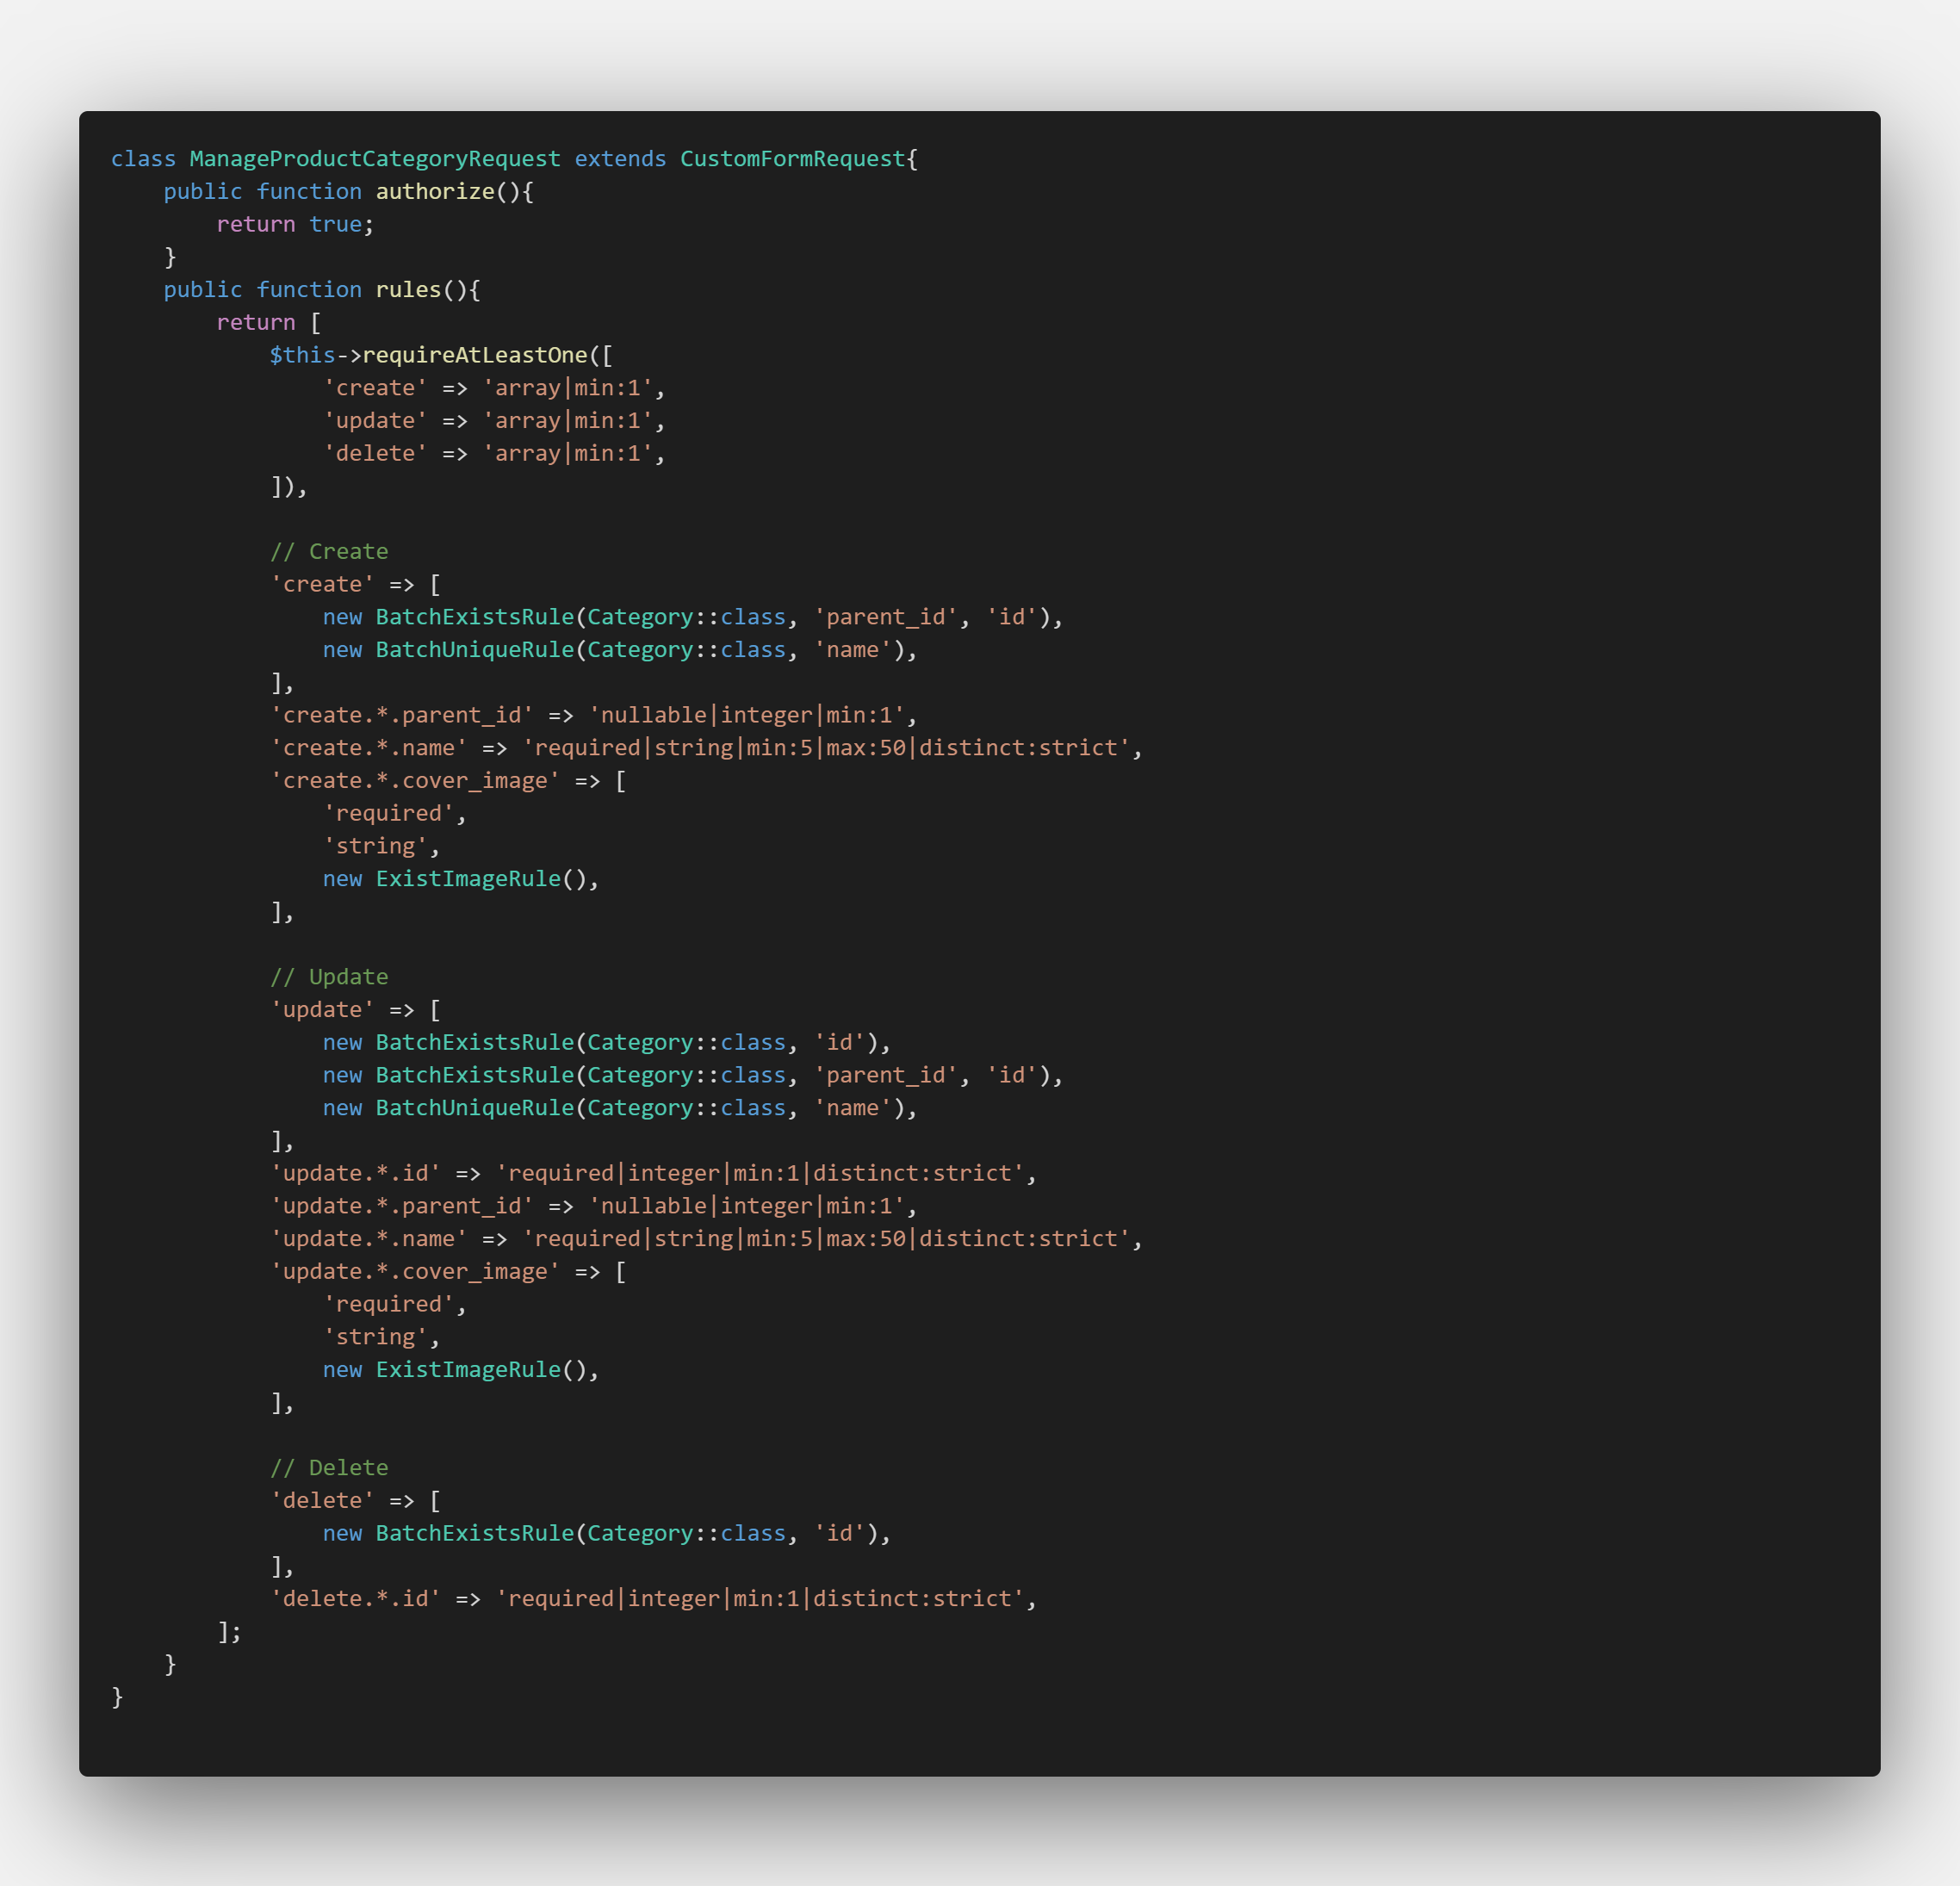 class ManageProductCategoryRequest extends CustomFormRequest{
    public function authorize(){
        return true;
    }
    public function rules(){
        return [
            $this->requireAtLeastOne([
                'create' => 'array|min:1',
                'update' => 'array|min:1',
                'delete' => 'array|min:1',
            ]),

            // Create
            'create' => [
                new BatchExistsRule(Category::class, 'parent_id', 'id'),
                new BatchUniqueRule(Category::class, 'name'),
            ],
            'create.*.parent_id' => 'nullable|integer|min:1',
            'create.*.name' => 'required|string|min:5|max:50|distinct:strict',
            'create.*.cover_image' => [
                'required',
                'string',
                new ExistImageRule(),
            ],

            // Update
            'update' => [
                new BatchExistsRule(Category::class, 'id'),
                new BatchExistsRule(Category::class, 'parent_id', 'id'),
                new BatchUniqueRule(Category::class, 'name'),
            ],
            'update.*.id' => 'required|integer|min:1|distinct:strict',
            'update.*.parent_id' => 'nullable|integer|min:1',
            'update.*.name' => 'required|string|min:5|max:50|distinct:strict',
            'update.*.cover_image' => [
                'required',
                'string',
                new ExistImageRule(),
            ],

            // Delete
            'delete' => [
                new BatchExistsRule(Category::class, 'id'),
            ],
            'delete.*.id' => 'required|integer|min:1|distinct:strict',
        ];
    }
}